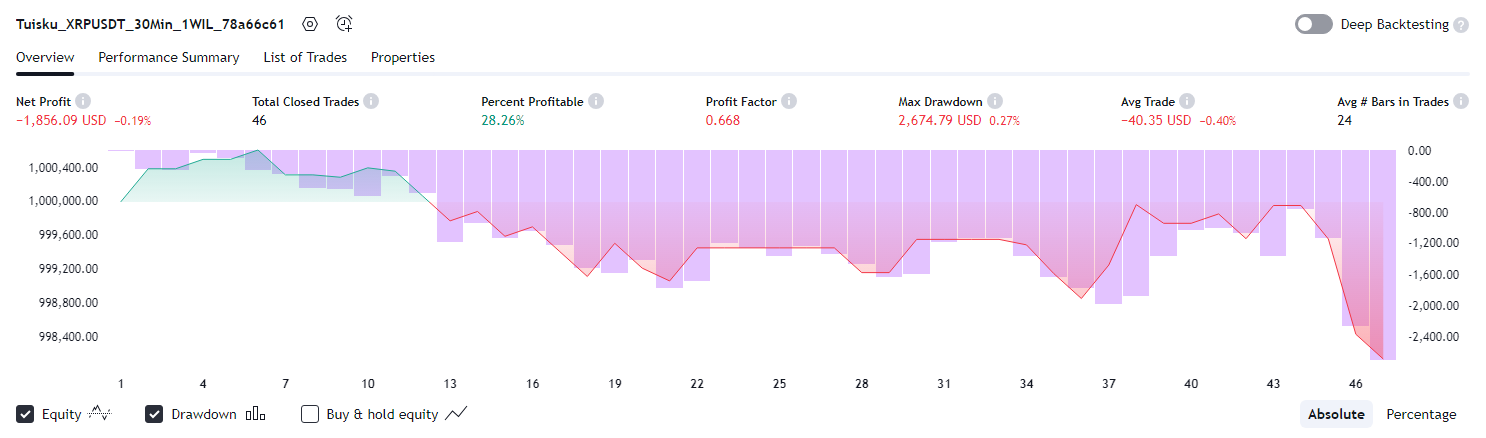 Tuisku_XRPUSDT_30Min_1WIL_78a66c61 Deep Backtesting ?
Overview Performance Summary List of Trades Properties
Net Profit i Total Closed Trades i Percent Profitable i Profit Factor i Max Drawdown i Avg Trade i Avg # Bars in Trades i
−1,856.09 USD −0.19% 46 28.26% 0.668 2,674.79 USD 0.27% −40.35 USD −0.40% 24
0.00
1,000,400.00
-400.00
1,000,000.00
-800.00
999,600.00
-1,200.00
999,200.00
-1,600.00
998,800.00
-2,000.00
998,400.00 -2,400.00
1 4 7 10 13 16 19 22 25 28 31 34 37 40 43 46
Equity Drawdown Buy & hold equity Absolute Percentage